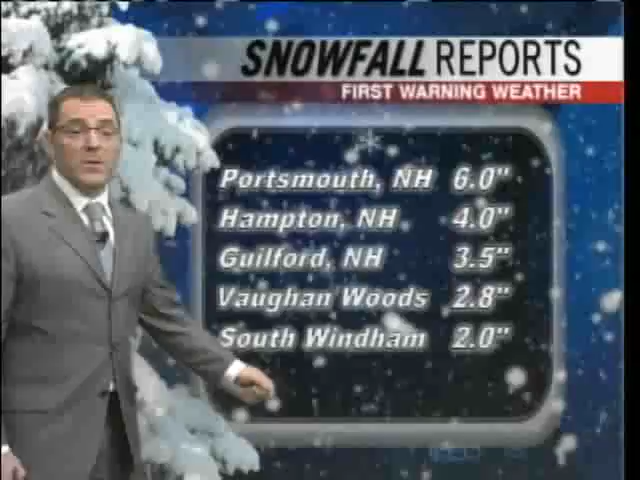 SNOWFALL REPORTS
FIRST WARNING WEATHER
Portsmouth, NH 6.0"
Hampton, NH 4.0"
Guilford, NH 3.5"
Vaughan Woods 2.8"
South Windham 2.0"